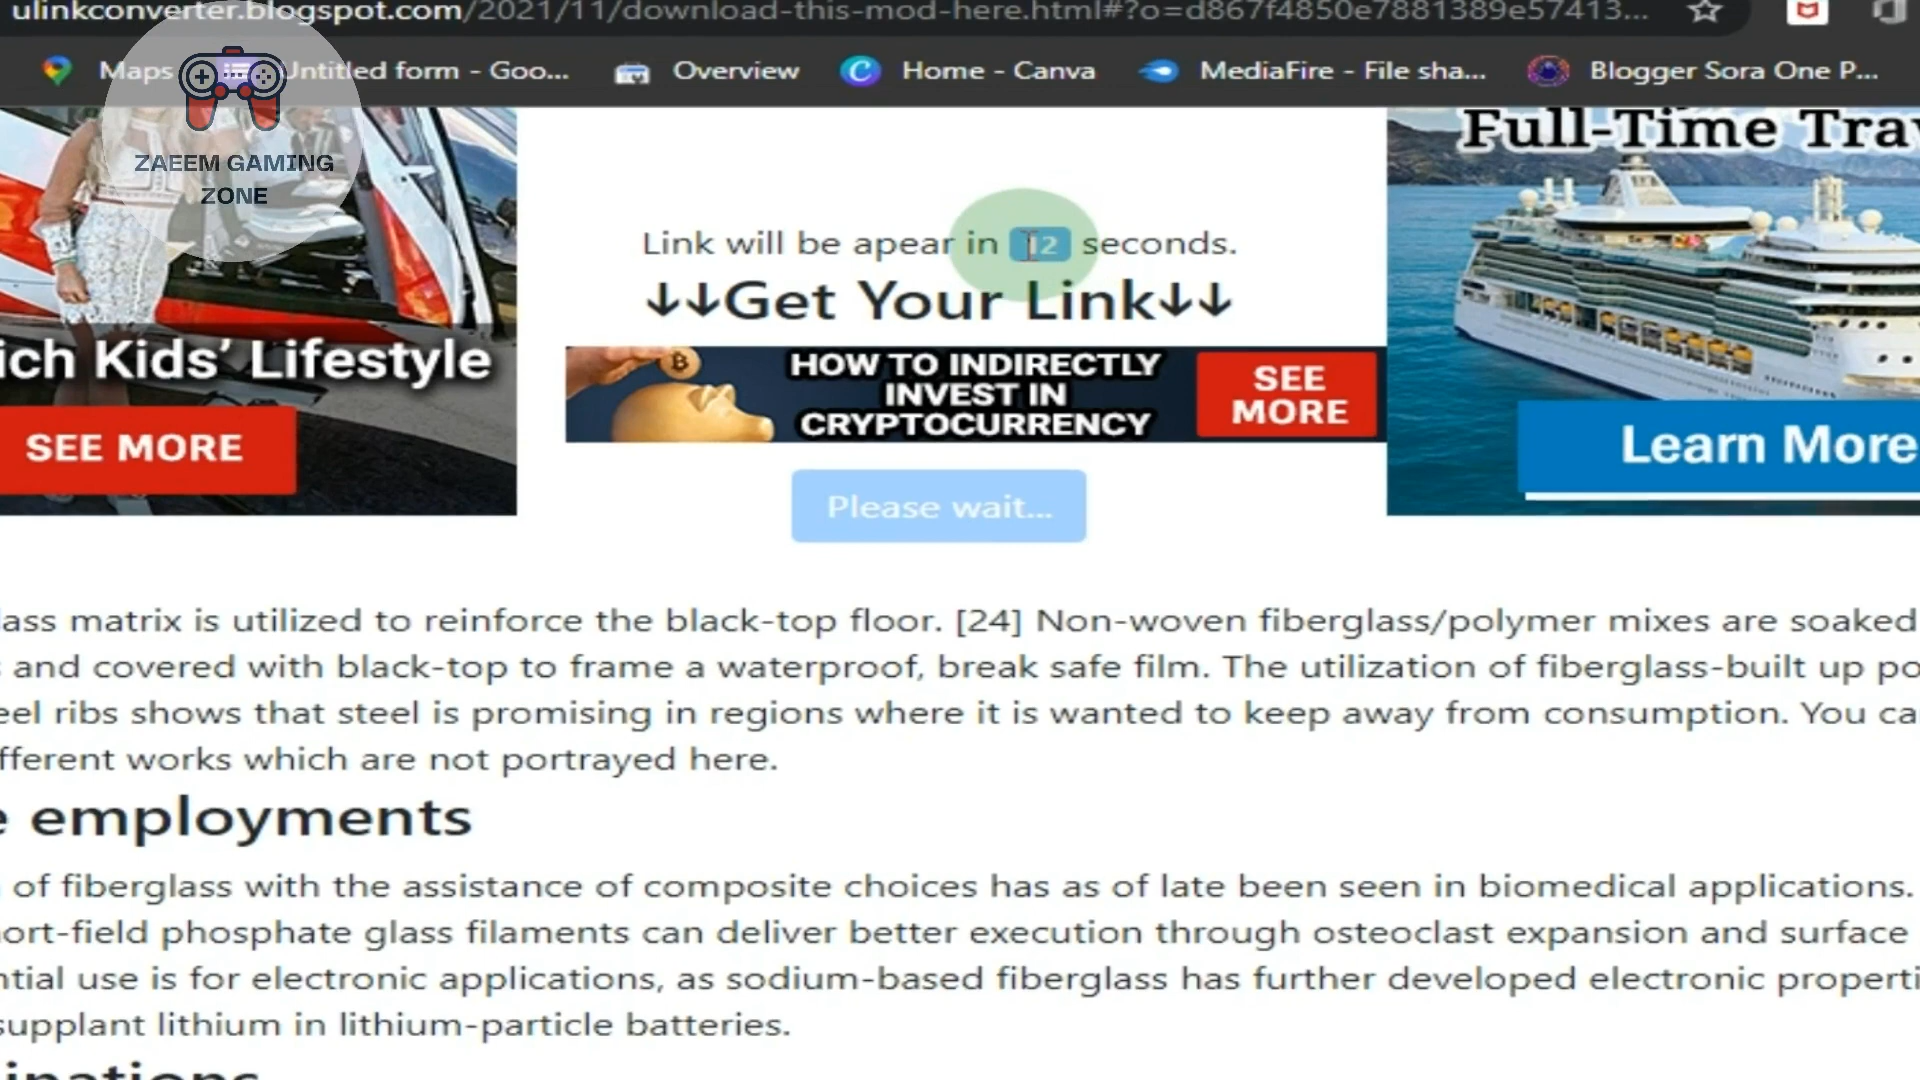 ulinkconverter.blogspot.com/2021/11/download-this-mod-here.html#?o=d867f4850e7881389e57413...
Maps Untitled form - Goo... Overview Home - Canva MediaFire - File sha... Blogger Sora One P...
ZAEEM GAMING
ZONE
ich Kids' Lifestyle
SEE MORE
Link will be apear in 12 seconds.
↓↓Get Your Link↓↓
HOW TO INDIRECTLY
INVEST IN
CRYPTOCURRENCY
SEE
MORE
Please wait...
Full-Time Trav
Learn More
lass matrix is utilized to reinforce the black-top floor. [24] Non-woven fiberglass/polymer mixes are soaked
and covered with black-top to frame a waterproof, break safe film. The utilization of fiberglass-built up po
eel ribs shows that steel is promising in regions where it is wanted to keep away from consumption. You ca
fferent works which are not portrayed here.
e employments
of fiberglass with the assistance of composite choices has as of late been seen in biomedical applications.
ort-field phosphate glass filaments can deliver better execution through osteoclast expansion and surface
ntial use is for electronic applications, as sodium-based fiberglass has further developed electronic properti
supplant lithium in lithium-particle batteries.